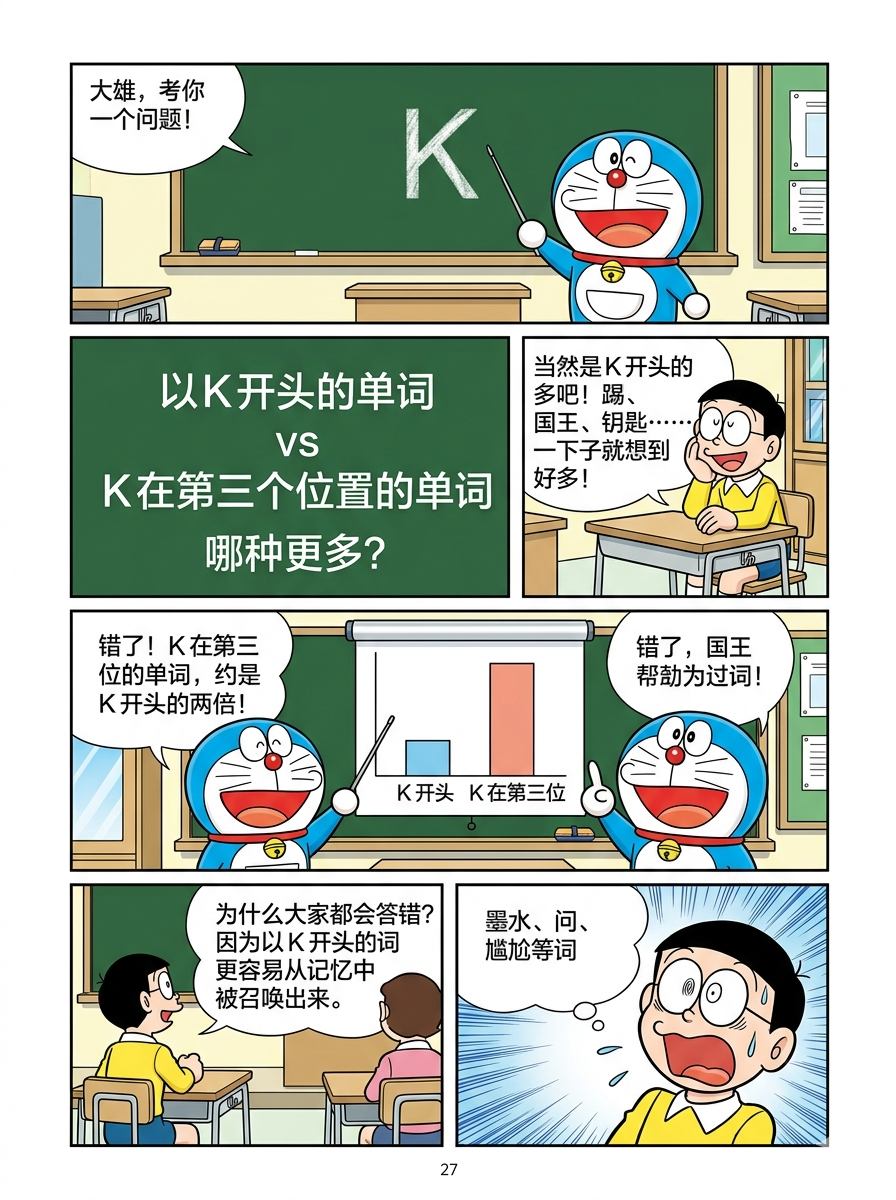 大雄，考你
一个问题！
K
以K开头的单词
vs
K在第三个位置的单词
哪种更多？
当然是K开头的
多吧！踢、
国王、钥匙……
一下子就想到
好多！
错了！K在第三
位的单词，约是
K开头的两倍！
K开头 K在第三位
错了，国王
帮劾为过词！
为什么大家都会答错？
因为以K开头的词
更容易从记忆中
被召唤出来。
墨水、问、
尴尬等词
27